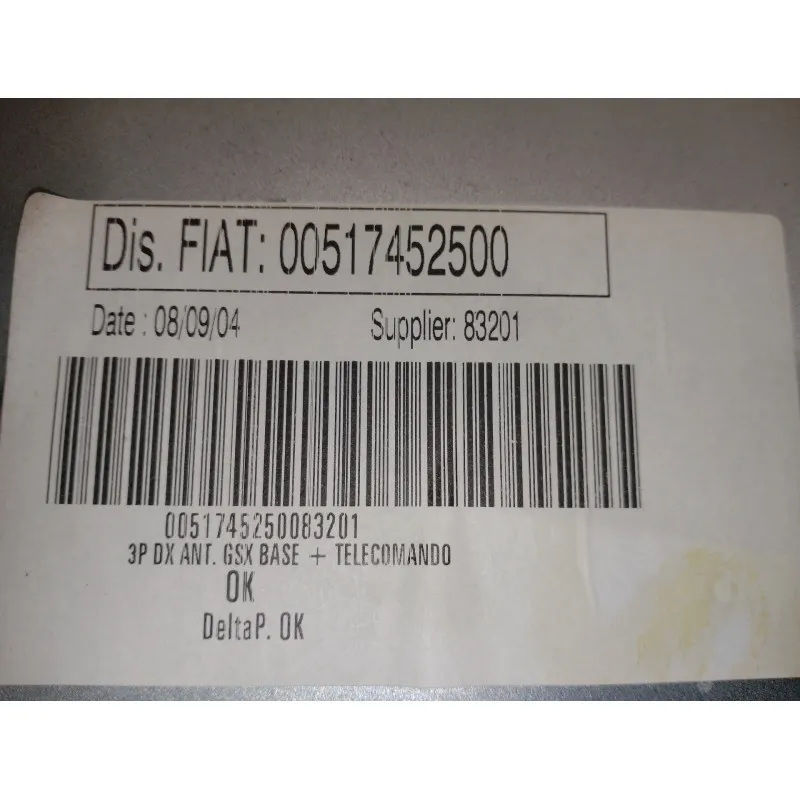 Dis. FIAT: 00517452500
Date : 08/09/04 Supplier: 83201
0051745250083201
3P DX ANT. GSX BASE + TELECOMANDO
OK
DeltaP. OK